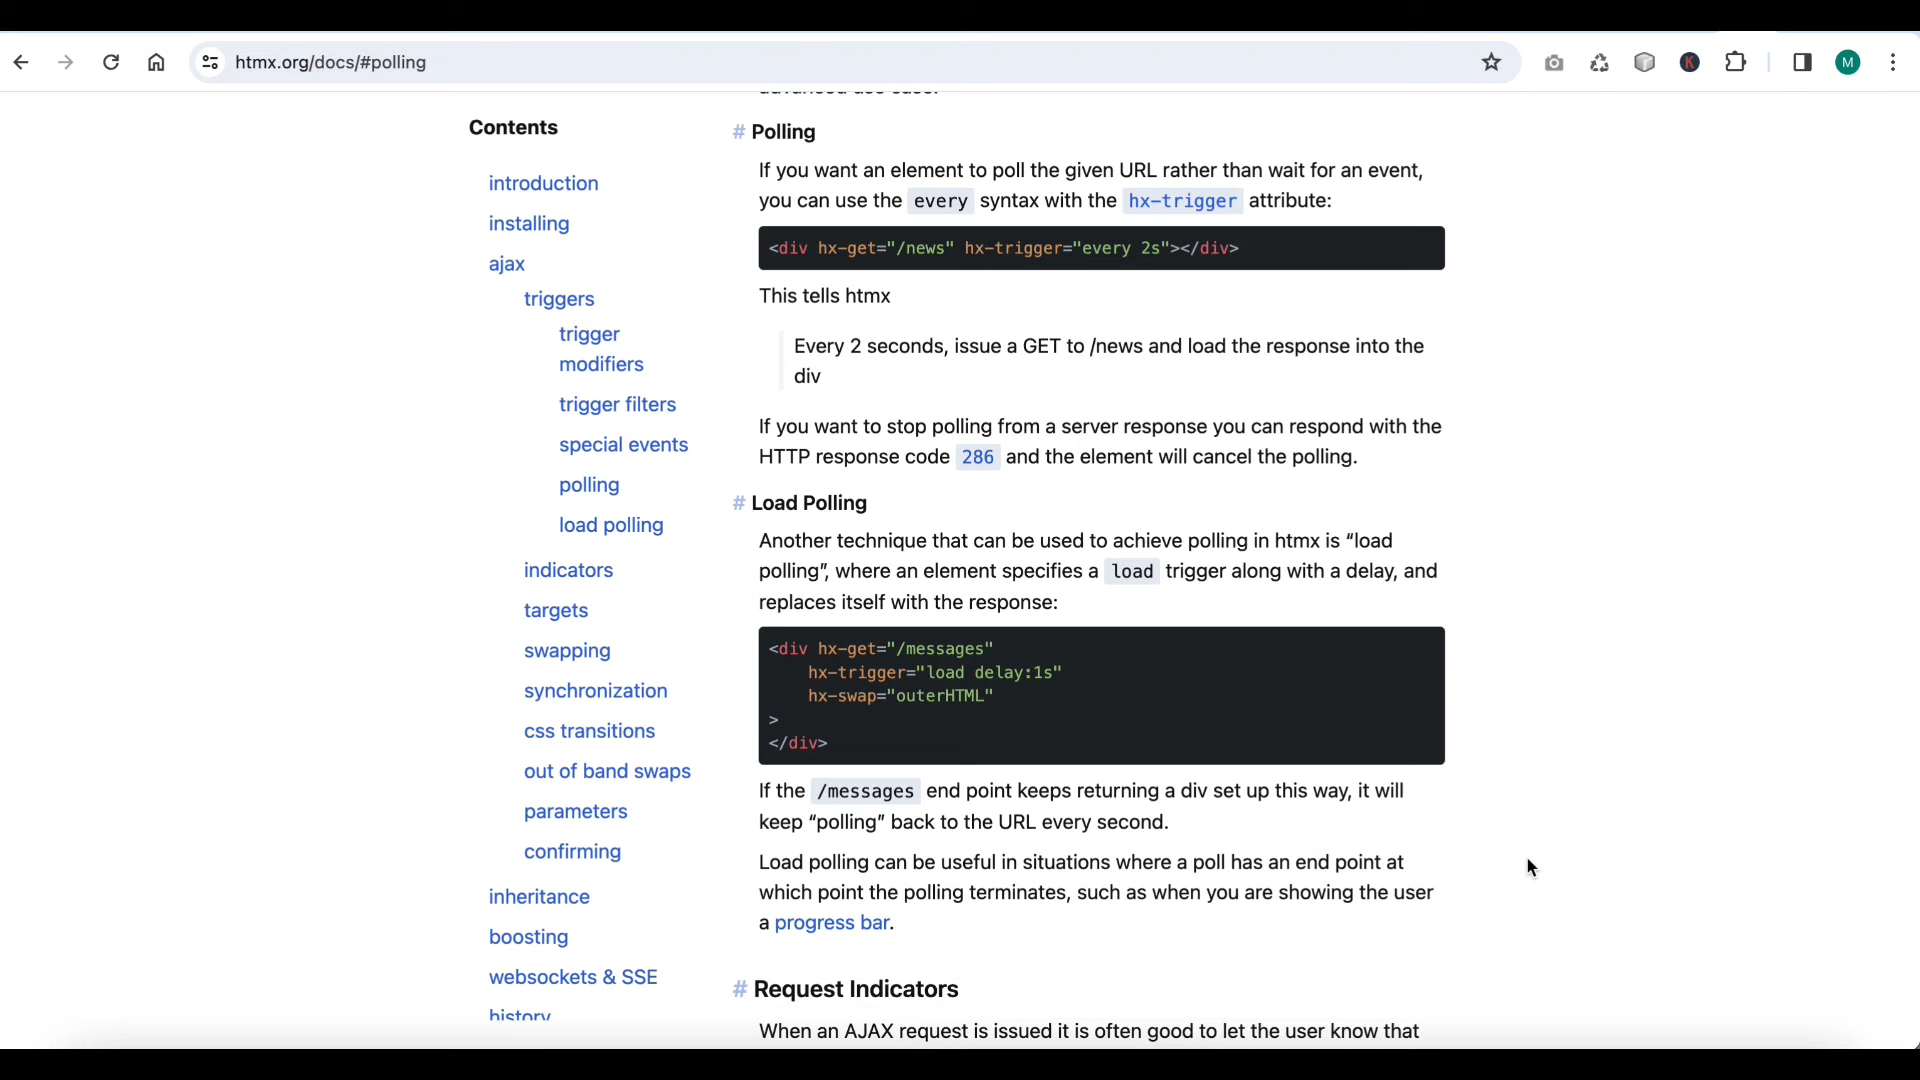 htmx.org/docs/#polling
M
K
Contents
introduction
installing
ajax
triggers
trigger
modifiers
trigger filters
special events
polling
load polling
indicators
targets
swapping
synchronization
css transitions
out of band swaps
parameters
confirming
inheritance
boosting
websockets & SSE
history
advanced use case.
# Polling
If you want an element to poll the given URL rather than wait for an event,
you can use the every syntax with the hx-trigger attribute:
<div hx-get="/news" hx-trigger="every 2s"></div>
This tells htmx
Every 2 seconds, issue a GET to /news and load the response into the
div
If you want to stop polling from a server response you can respond with the
HTTP response code 286 and the element will cancel the polling.
# Load Polling
Another technique that can be used to achieve polling in htmx is “load
polling”, where an element specifies a load trigger along with a delay, and
replaces itself with the response:
<div hx-get="/messages"
hx-trigger="load delay:1s"
hx-swap="outerHTML"
>
</div>
If the /messages end point keeps returning a div set up this way, it will
keep “polling” back to the URL every second.
Load polling can be useful in situations where a poll has an end point at
which point the polling terminates, such as when you are showing the user
a progress bar.
# Request Indicators
When an AJAX request is issued it is often good to let the user know that